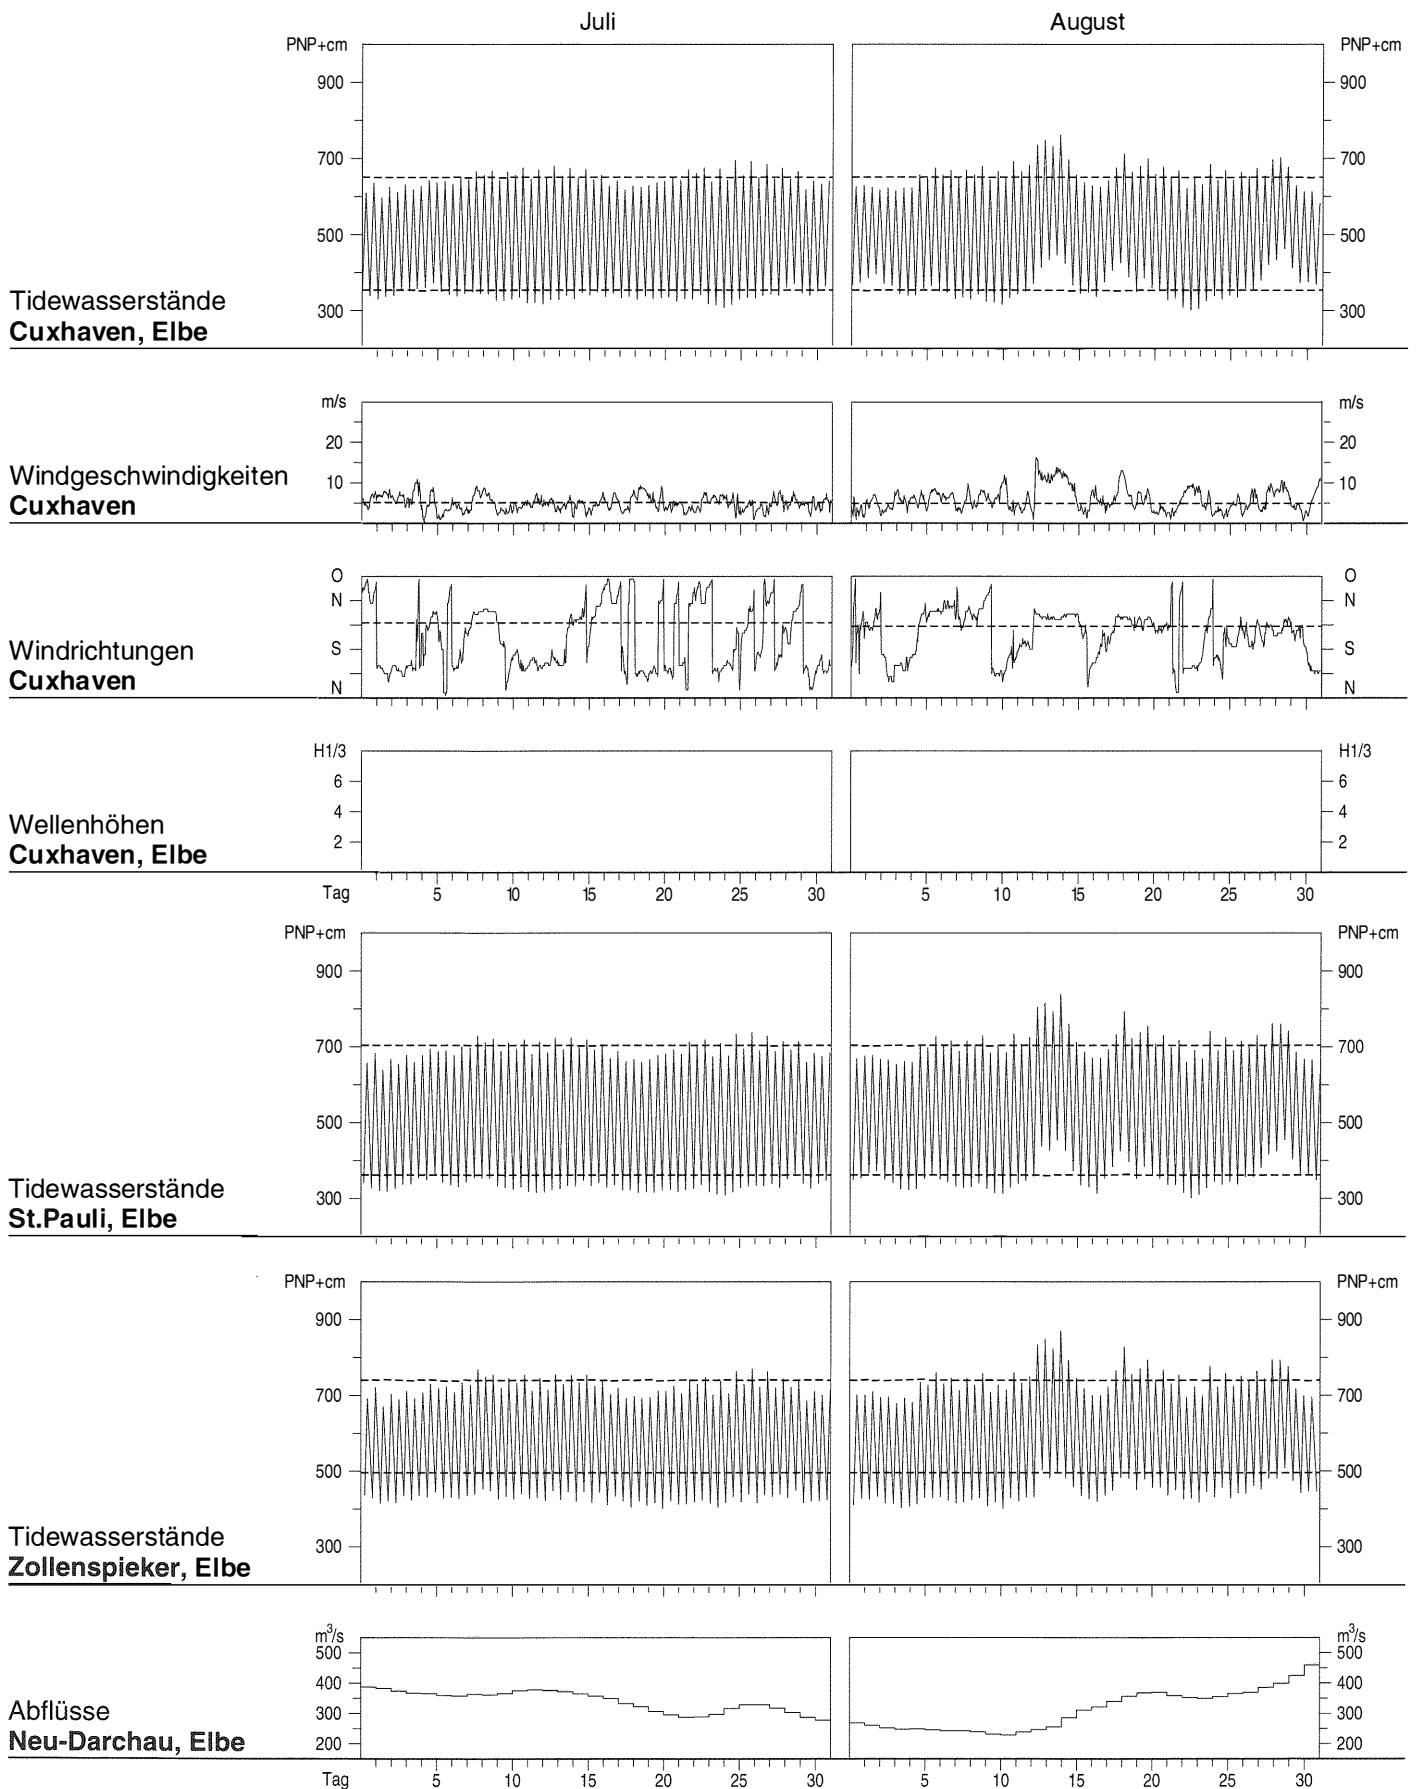 Juli August
PNP+cm PNP+cm
900 900
700 700
500 500
300 300
Tidewasserstände
Cuxhaven, Elbe
m/s m/s
20 20
10 10
Windgeschwindigkeiten
Cuxhaven
O O
N N
S S
N N
Windrichtungen
Cuxhaven
H1/3 H1/3
6 6
4 4
2 2
Wellenhöhen
Cuxhaven, Elbe
Tag 5 10 15 20 25 30 5 10 15 20 25 30
PNP+cm PNP+cm
900 900
700 700
500 500
300 300
Tidewasserstände
St.Pauli, Elbe
PNP+cm PNP+cm
900 900
700 700
500 500
300 300
Tidewasserstände
Zollenspieker, Elbe
m³/s m³/s
500 500
400 400
300 300
200 200
Abflüsse
Neu-Darchau, Elbe
Tag 5 10 15 20 25 30 5 10 15 20 25 30